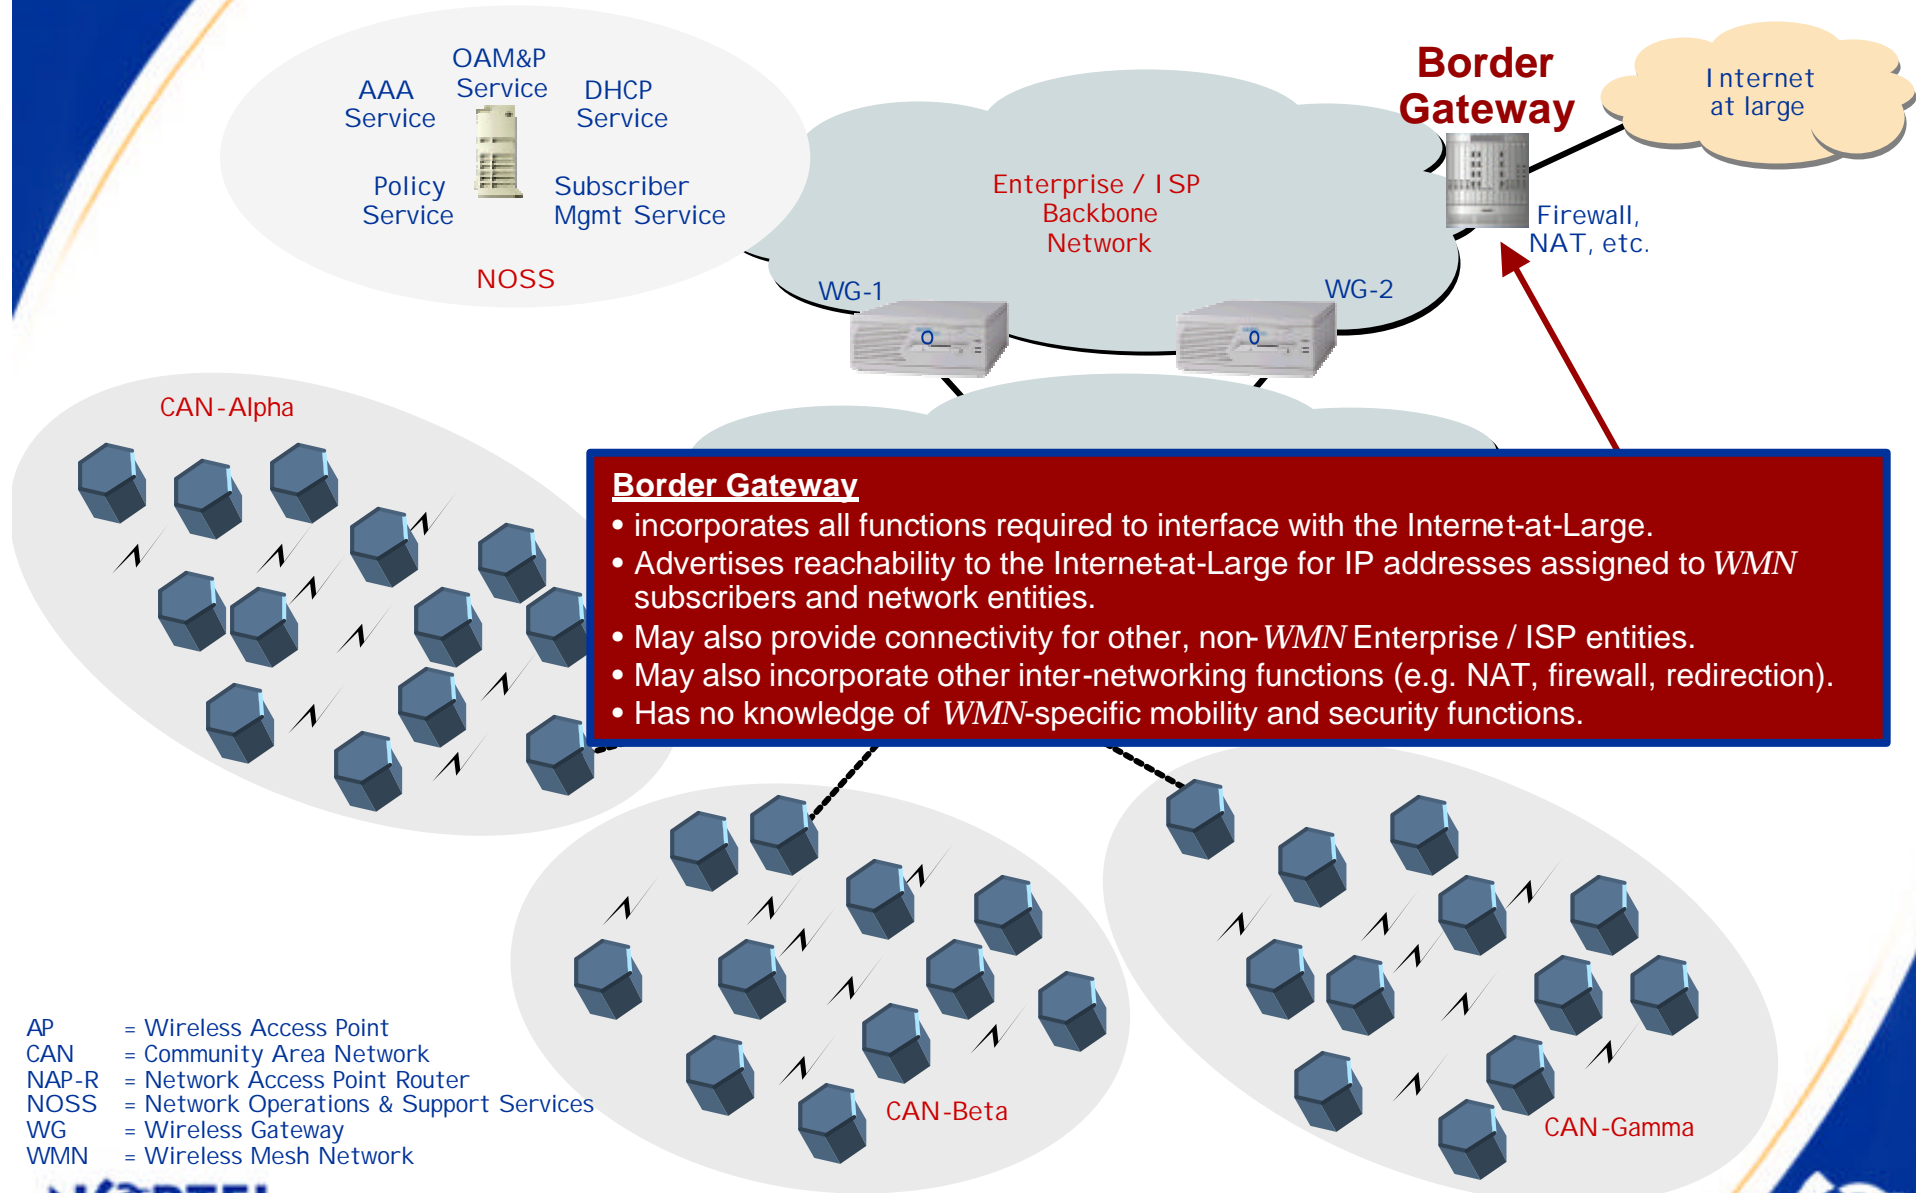 OAM&P
Service
AAA
Service
DHCP
Service
Policy
Service
Subscriber
Mgmt Service
NOSS
Enterprise / ISP
Backbone
Network
Border
Gateway
Internet
at large
Firewall,
NAT, etc.
WG-1
WG-2
CAN-Alpha
Border Gateway
• incorporates all functions required to interface with the Internet-at-Large.
• Advertises reachability to the Internet-at-Large for IP addresses assigned to WMN
subscribers and network entities.
• May also provide connectivity for other, non-WMN Enterprise / ISP entities.
• May also incorporate other inter-networking functions (e.g. NAT, firewall, redirection).
• Has no knowledge of WMN-specific mobility and security functions.
CAN-Beta
CAN-Gamma
AP = Wireless Access Point
CAN = Community Area Network
NAP-R = Network Access Point Router
NOSS = Network Operations & Support Services
WG = Wireless Gateway
WMN = Wireless Mesh Network